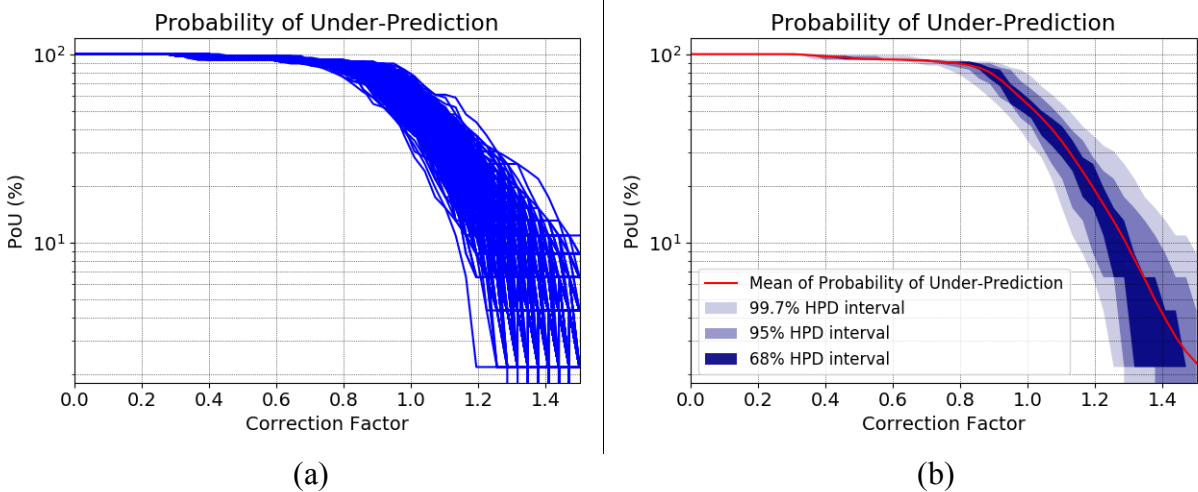 Probability of Under-Prediction
10²
10¹
PoU (%)
0.0 0.2 0.4 0.6 0.8 1.0 1.2 1.4
Correction Factor
(a)
Probability of Under-Prediction
10²
10¹
PoU (%)
Mean of Probability of Under-Prediction
99.7% HPD interval
95% HPD interval
68% HPD interval
0.0 0.2 0.4 0.6 0.8 1.0 1.2 1.4
Correction Factor
(b)